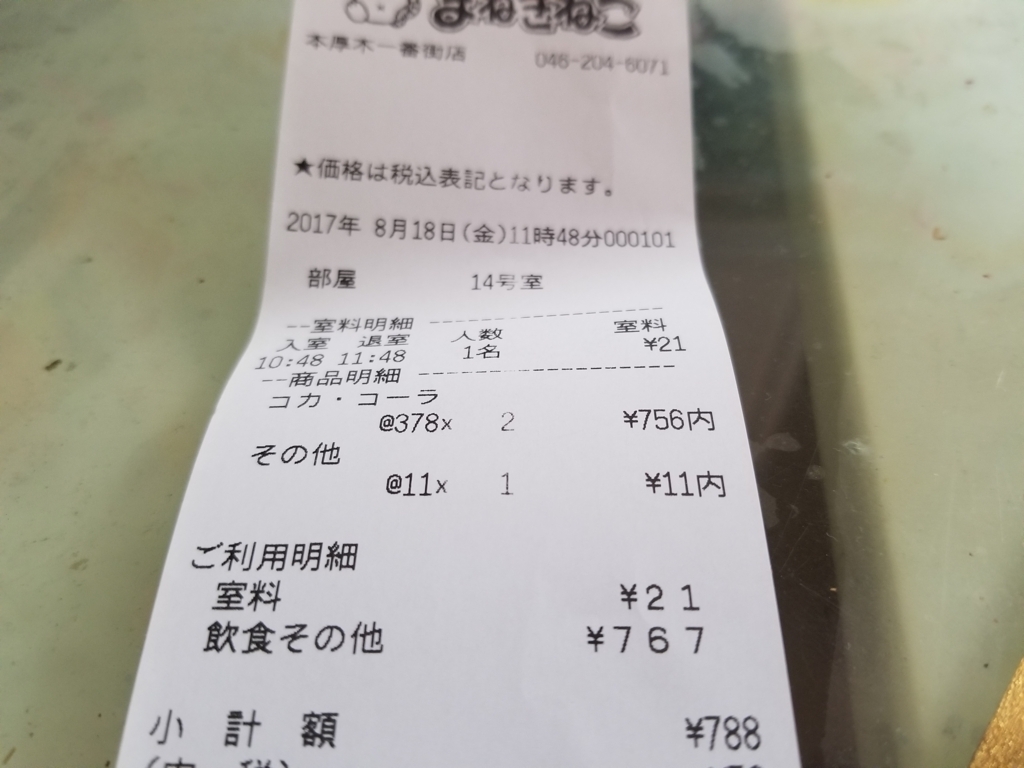 まねきねこ
本厚木一番街店 046-204-6071
★価格は税込表記となります。
2017年 8月18日(金)11時48分000101
部屋 14号室
--室料明細 --------------------
入室 退室 人数 室料
10:48 11:48 1名 ¥21
--商品明細 --------------------
コカ・コーラ
@378x 2 ¥756内
その他
@11x 1 ¥11内
ご利用明細
室料 ¥21
飲食その他 ¥767
小計額 ¥788